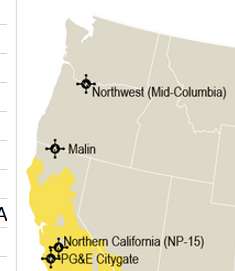 Northwest (Mid-Columbia)
Malin
A
Northern California (NP-15)
PG&E Citygate